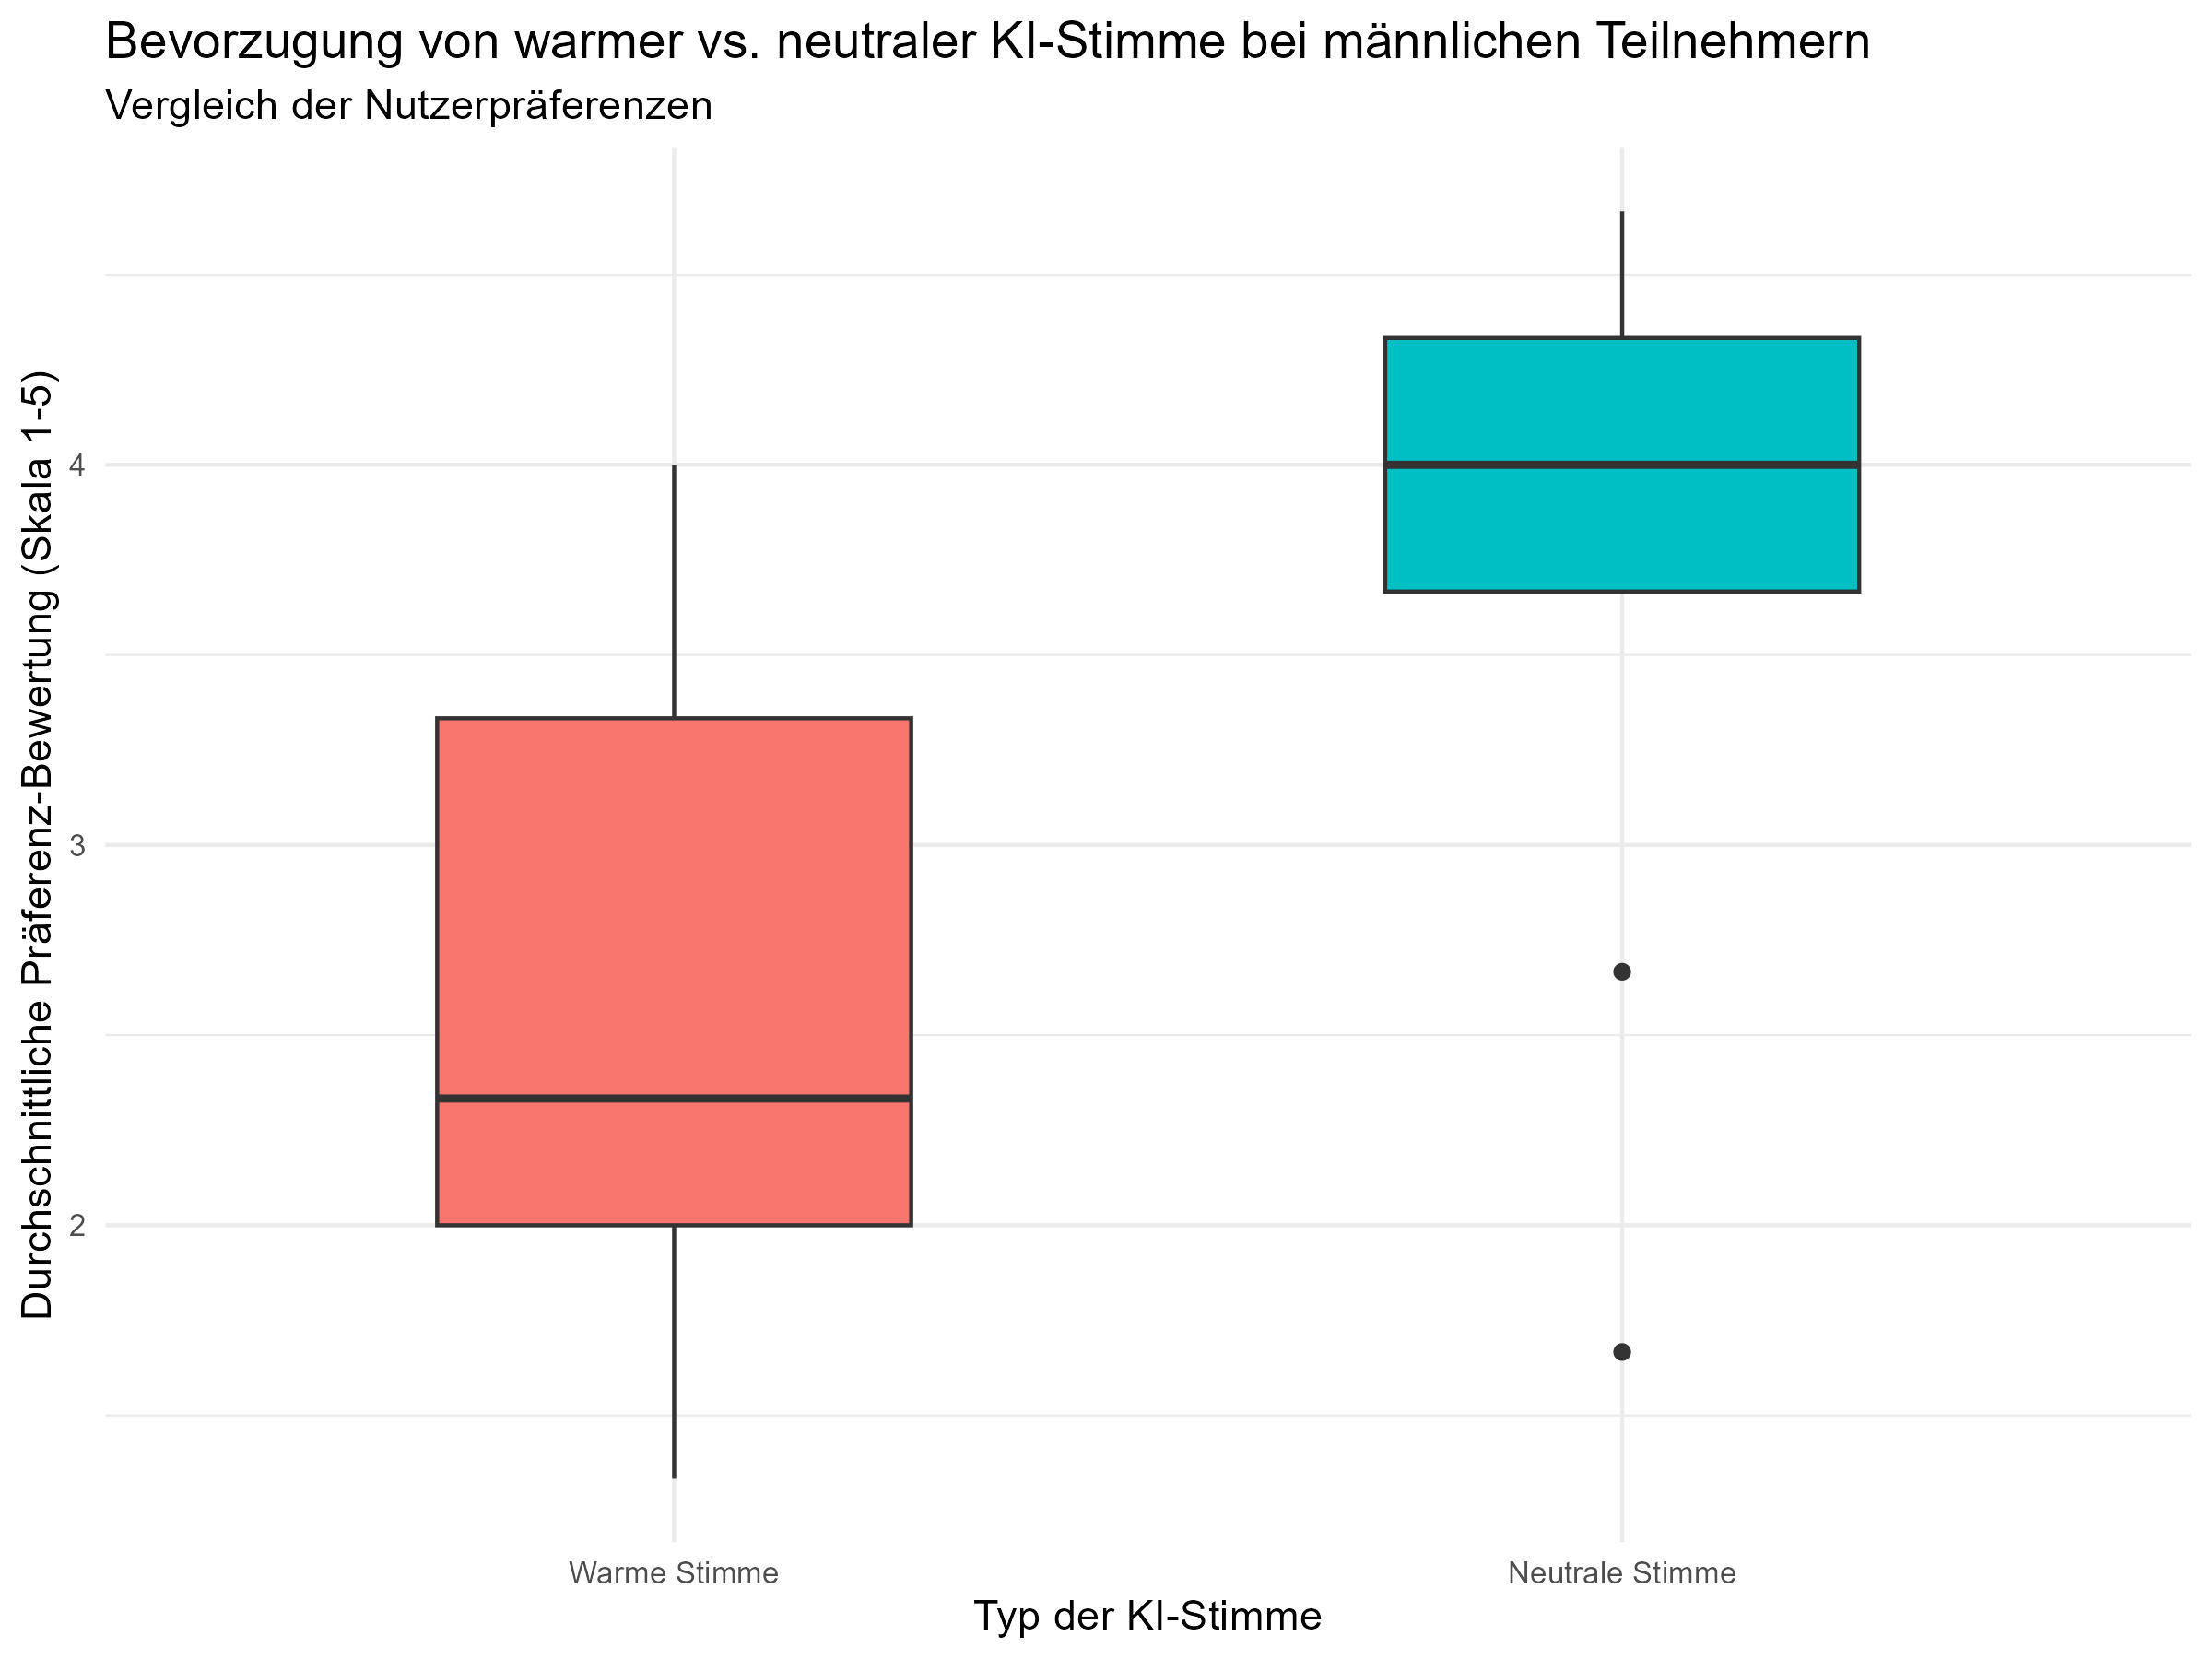 Bevorzugung von warmer vs. neutraler KI-Stimme bei männlichen Teilnehmern
Vergleich der Nutzerpräferenzen
Durchschnittliche Präferenz-Bewertung (Skala 1-5)
4
3
2
Warme Stimme
Neutrale Stimme
Typ der KI-Stimme